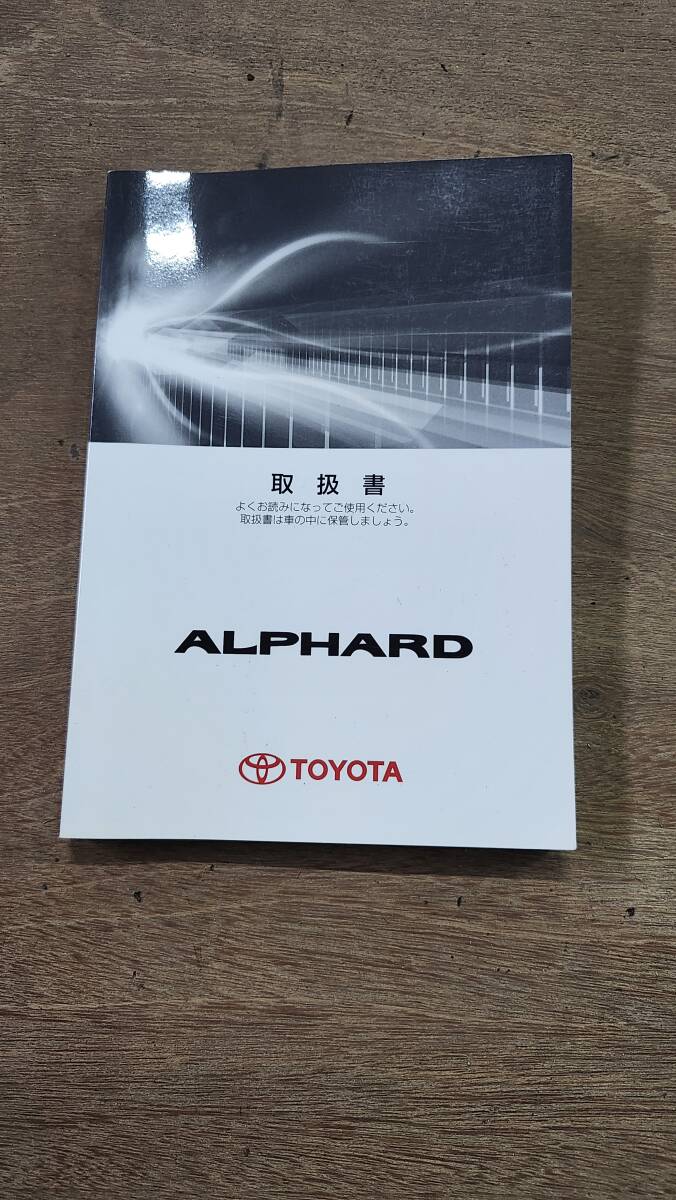 取扱書
よくお読みになってご使用ください。
取扱書は車の中に保管しましょう。
ALPHARD
TOYOTA